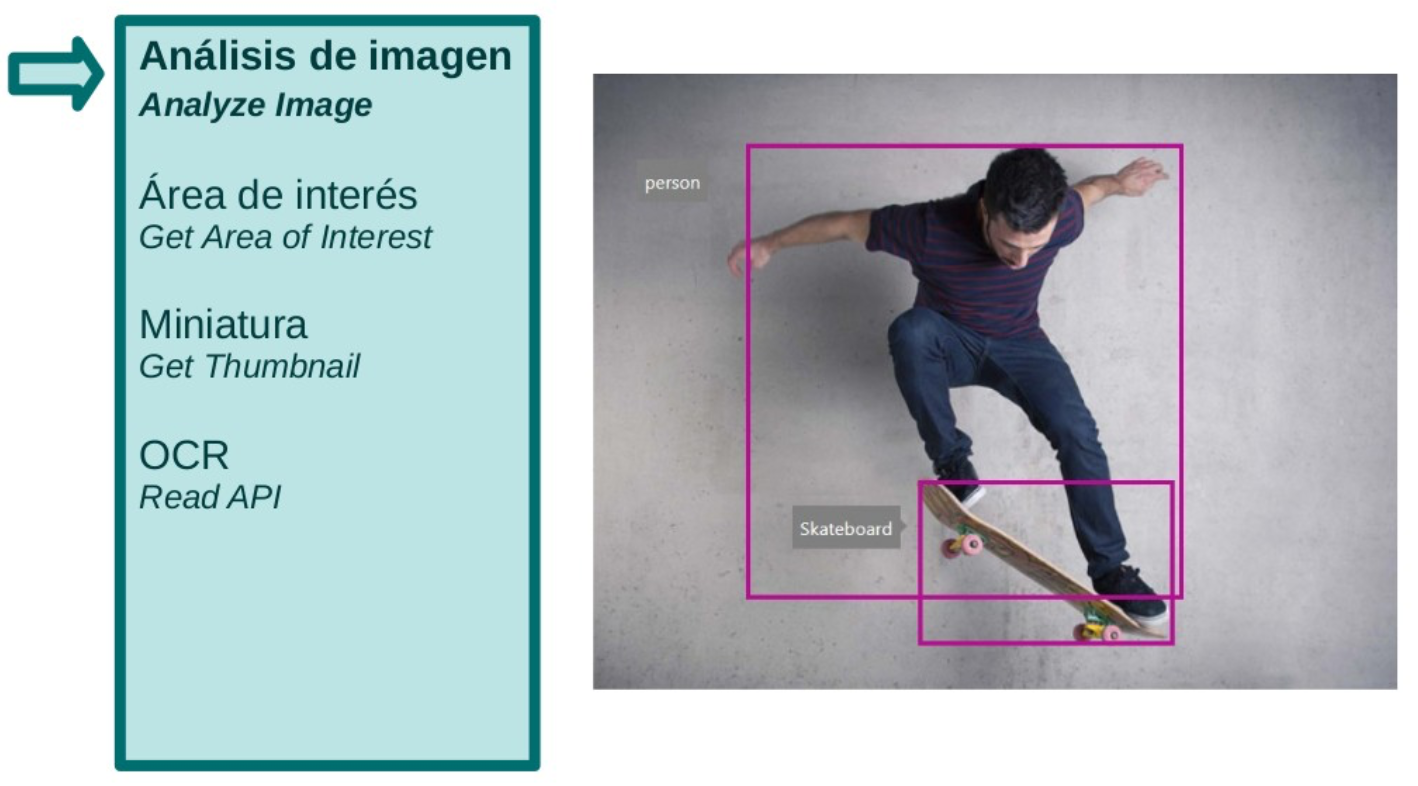 Análisis de imagen
Analyze Image
Área de interés
Get Area of Interest
Miniatura
Get Thumbnail
OCR
Read API
person
Skateboard